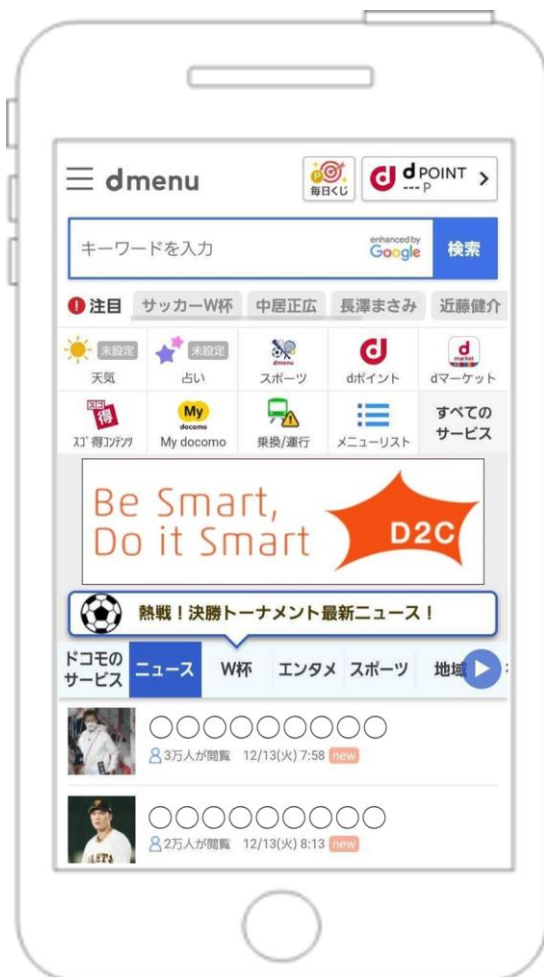 dmenu
P
毎日くじ
d
d POINT
--- P
キーワードを入力
enhanced by
Google
検索
注目
サッカーW杯
中居正広
長澤まさみ
近藤健介
未設定
天気
未設定
占い
dmenu
スポーツ
d
dポイント
d
market
dマーケット
スゴ
得
スゴ得コンテンツ
My
docomo
My docomo
乗換/運行
メニューリスト
すべての
サービス
Be Smart,
Do it Smart
D2C
熱戦！決勝トーナメント最新ニュース！
ドコモの
サービス
ニュース
W杯
エンタメ
スポーツ
地域
○○○○○○○○○○
3万人が閲覧 12/13(火) 7:58 new
○○○○○○○○○○
2万人が閲覧 12/13(火) 8:13 new